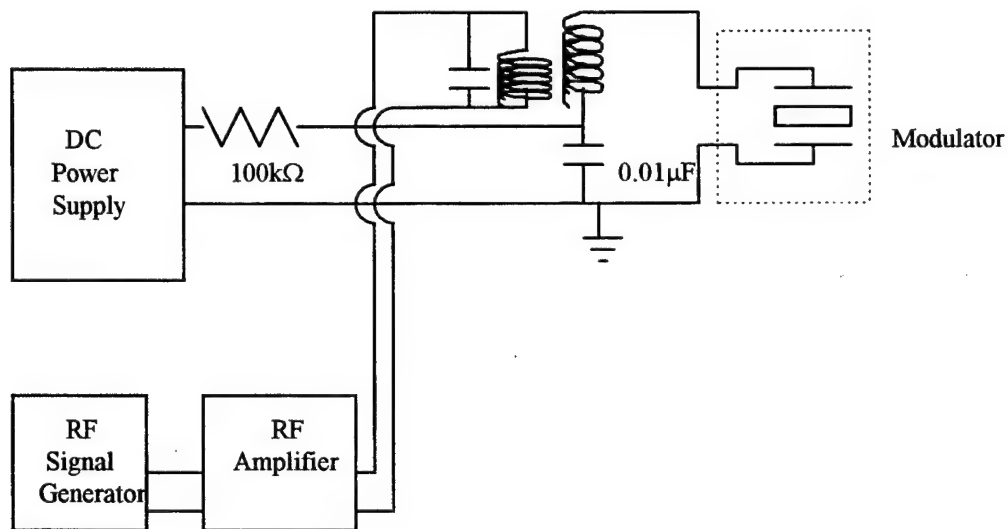 DC
Power
Supply
100kΩ
0.01μF
Modulator
RF
Signal
Generator
RF
Amplifier